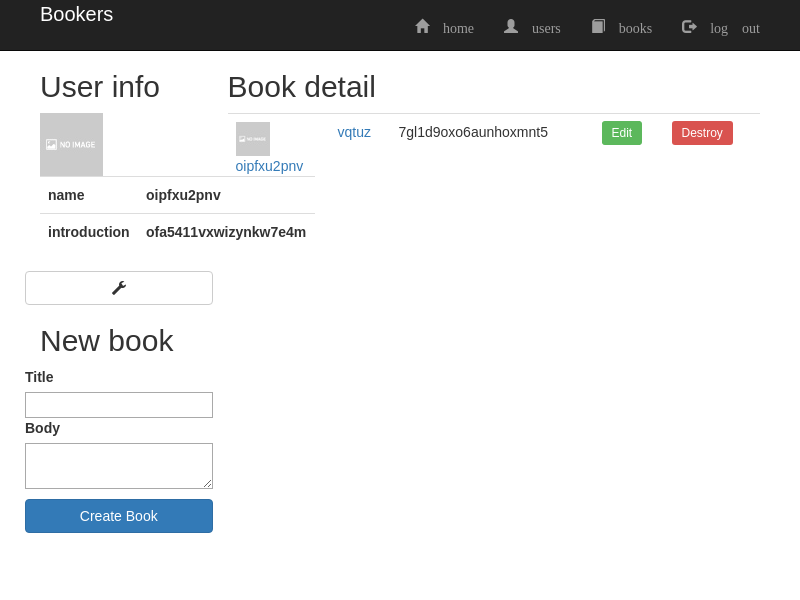 Bookers
home users books log out
User info
Book detail
NO IMAGE
NO IMAGE
oipfxu2pnv
vqtuz 7gl1d9oxo6aunhoxmnt5 Edit Destroy
name oipfxu2pnv
introduction ofa5411vxwizynkw7e4m
New book
Title
Body
Create Book